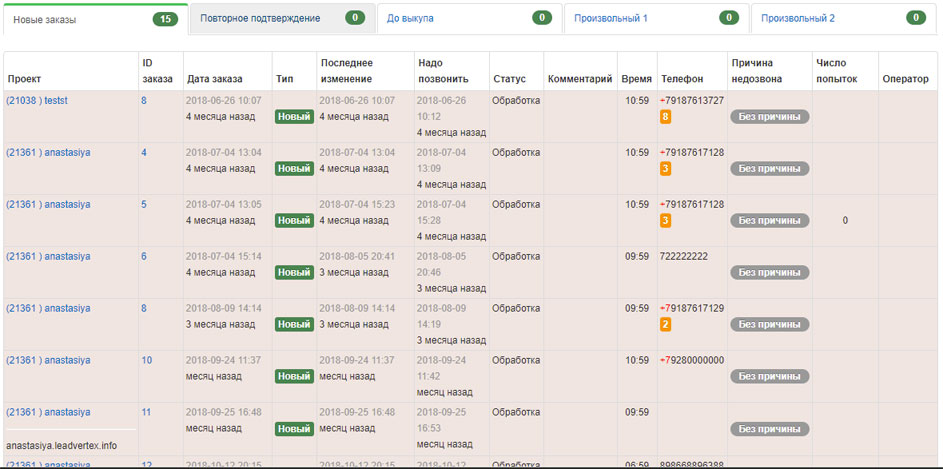 Новые заказы 15 Повторное подтверждение 0 До выкупа 0 Произвольный 1 0 Произвольный 2 0
Проект ID заказа Дата заказа Тип Последнее изменение Надо позвонить Статус Комментарий Время Телефон Причина недозвона Число попыток Оператор
(21038 ) testst 8 2018-06-26 10:07 2018-06-26 10:07 2018-06-26 Обработка 10:59 +79187613727
4 месяца назад Новый 4 месяца назад 10:12 8 Без причины
4 месяца назад
(21361 ) anastasiya 4 2018-07-04 13:04 2018-07-04 13:04 2018-07-04 Обработка 10:59 +79187617128
4 месяца назад Новый 4 месяца назад 13:09 3 Без причины
4 месяца назад
(21361 ) anastasiya 5 2018-07-04 13:05 2018-07-04 15:23 2018-07-04 Обработка 10:59 +79187617128
4 месяца назад Новый 4 месяца назад 15:28 3 Без причины 0
4 месяца назад
(21361 ) anastasiya 6 2018-07-04 15:14 2018-08-05 20:41 2018-08-05 Обработка 09:59 722222222
4 месяца назад Новый 3 месяца назад 20:46 Без причины
3 месяца назад
(21361 ) anastasiya 8 2018-08-09 14:14 2018-08-09 14:14 2018-08-09 Обработка 09:59 +79187617129
3 месяца назад Новый 3 месяца назад 14:19 2 Без причины
3 месяца назад
(21361 ) anastasiya 10 2018-09-24 11:37 2018-09-24 11:37 2018-09-24 Обработка 10:59 +79280000000
месяц назад Новый месяц назад 11:42 Без причины
месяц назад
(21361 ) anastasiya 11 2018-09-25 16:48 2018-09-25 16:48 2018-09-25 Обработка 09:59
месяц назад Новый месяц назад 16:53 Без причины
anastasiya.leadvertex.info месяц назад
(21361 ) anastasiya 12 2018-10-12 20:15 2018-10-12 20:15 2018-10-12 Обработка 06:59 898668896388